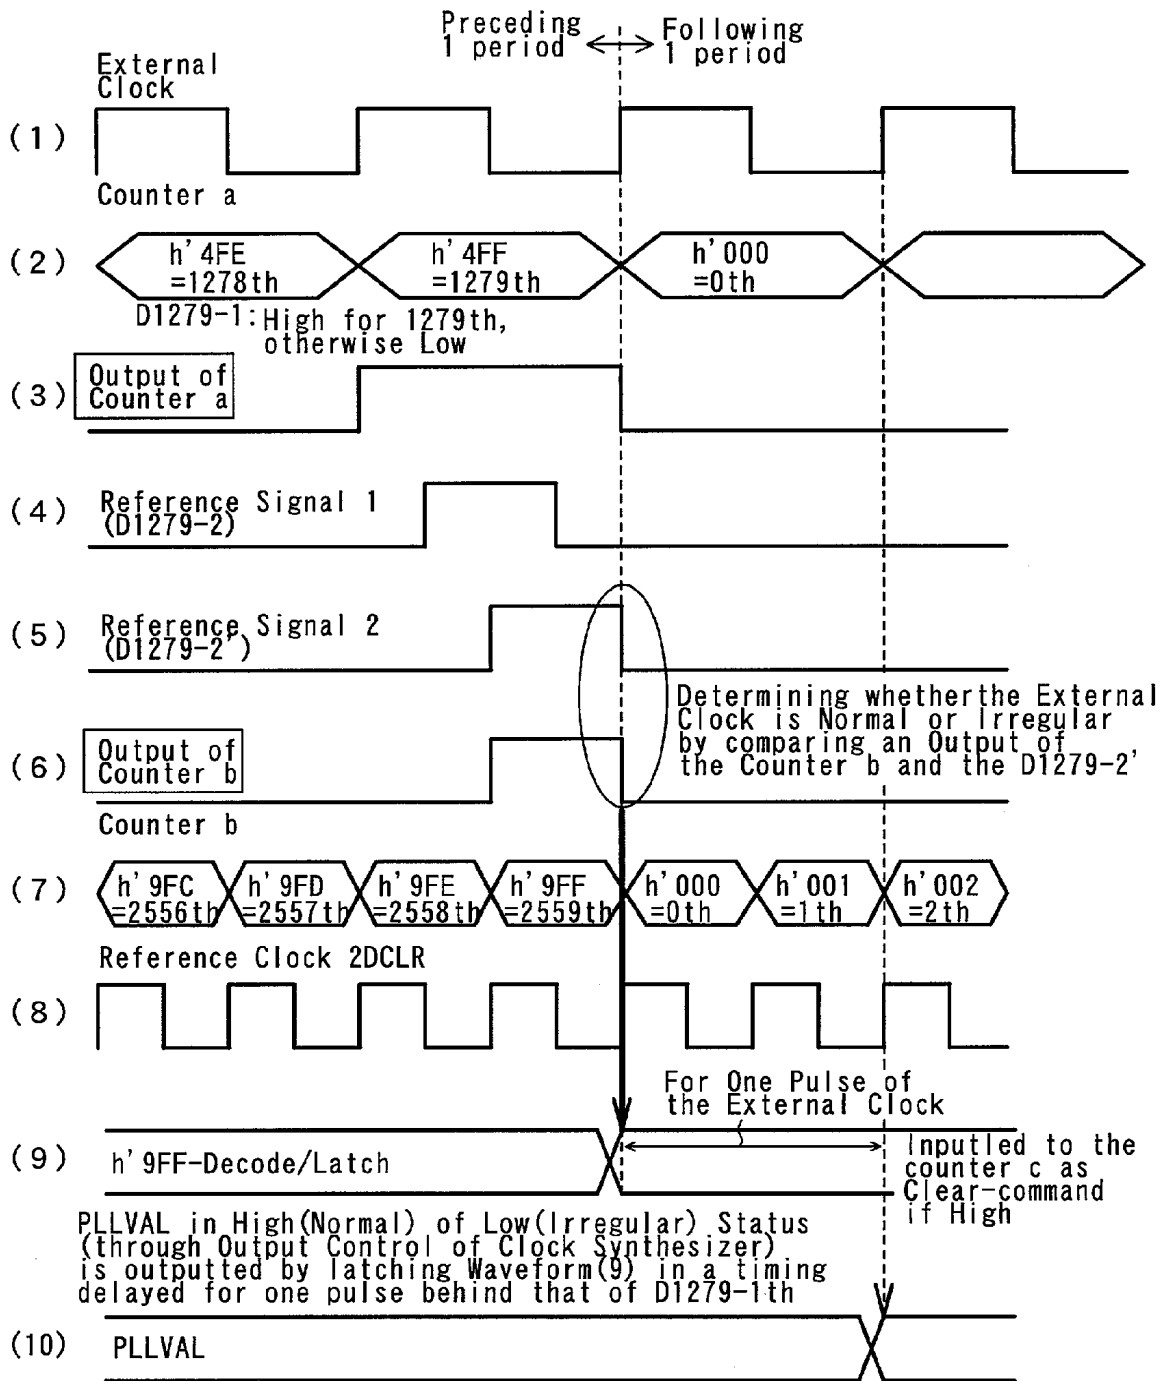 Preceding
1 period
Following
1 period
External
Clock
(1)
Counter a
(2)
h'4FE
=1278th
h'4FF
=1279th
h'000
=0th
D1279-1: High for 1279th,
otherwise Low
(3)
Output of
Counter a
(4)
Reference Signal 1
(D1279-2)
(5)
Reference Signal 2
(D1279-2')
Determining whetherthe External
Clock is Normal or Irregular
by comparing an Output of
the Counter b and the D1279-2'
(6)
Output of
Counter b
Counter b
(7)
h'9FC
=2556th
h'9FD
=2557th
h'9FE
=2558th
h'9FF
=2559th
h'000
=0th
h'001
=1th
h'002
=2th
Reference Clock 2DCLR
(8)
For One Pulse of
the External Clock
(9)
h'9FF-Decode/Latch
Inputled to the
counter c as
Clear-command
if High
PLLVAL in High(Normal) of Low(Irregular) Status
(through Output Control of Clock Synthesizer)
is outputted by latching Waveform(9) in a timing
delayed for one pulse behind that of D1279-1th
(10)
PLLVAL